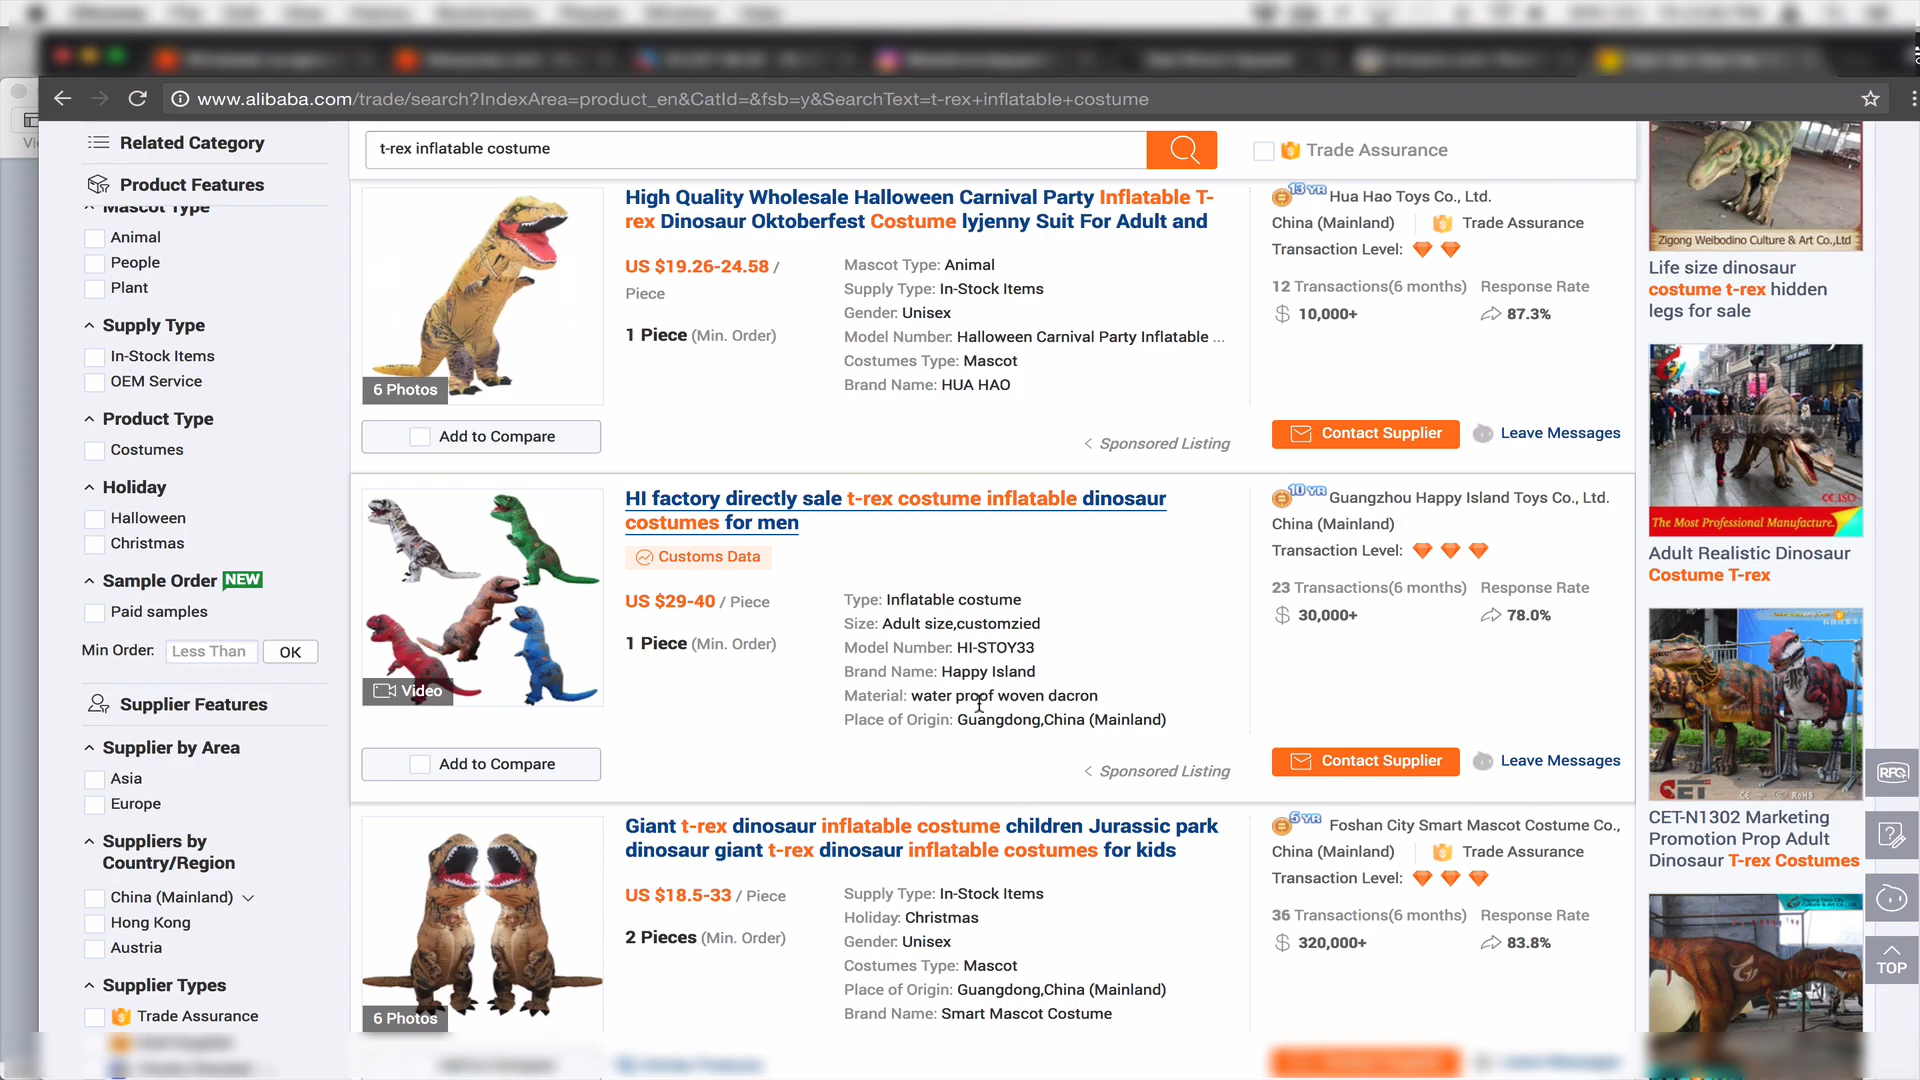 www.alibaba.com/trade/search?IndexArea=product_en&CatId=&fsb=y&SearchText=t-rex+inflatable+costume
Related Category
Product Features
Mascot Type
Animal
People
Plant
Supply Type
In-Stock Items
OEM Service
Product Type
Costumes
Holiday
Halloween
Christmas
Sample Order NEW
Paid samples
Min Order: Less Than OK
Supplier Features
Supplier by Area
Asia
Europe
Suppliers by
Country/Region
China (Mainland)
Hong Kong
Austria
Supplier Types
Trade Assurance
t-rex inflatable costume
Trade Assurance
6 Photos
Add to Compare
High Quality Wholesale Halloween Carnival Party Inflatable T-
rex Dinosaur Oktoberfest Costume lyjenny Suit For Adult and
US $19.26-24.58 /
Piece
1 Piece (Min. Order)
Mascot Type: Animal
Supply Type: In-Stock Items
Gender: Unisex
Model Number: Halloween Carnival Party Inflatable ...
Costumes Type: Mascot
Brand Name: HUA HAO
Sponsored Listing
13 YR Hua Hao Toys Co., Ltd.
China (Mainland) Trade Assurance
Transaction Level:
12 Transactions(6 months) Response Rate
$ 10,000+ 87.3%
Contact Supplier Leave Messages
Video
Add to Compare
HI factory directly sale t-rex costume inflatable dinosaur
costumes for men
Customs Data
US $29-40 / Piece
1 Piece (Min. Order)
Type: Inflatable costume
Size: Adult size,customzied
Model Number: HI-STOY33
Brand Name: Happy Island
Material: water proof woven dacron
Place of Origin: Guangdong,China (Mainland)
Sponsored Listing
10 YR Guangzhou Happy Island Toys Co., Ltd.
China (Mainland)
Transaction Level:
23 Transactions(6 months) Response Rate
$ 30,000+ 78.0%
Contact Supplier Leave Messages
6 Photos
Giant t-rex dinosaur inflatable costume children Jurassic park
dinosaur giant t-rex dinosaur inflatable costumes for kids
US $18.5-33 / Piece
2 Pieces (Min. Order)
Supply Type: In-Stock Items
Holiday: Christmas
Gender: Unisex
Costumes Type: Mascot
Place of Origin: Guangdong,China (Mainland)
Brand Name: Smart Mascot Costume
5 YR Foshan City Smart Mascot Costume Co.,
China (Mainland) Trade Assurance
Transaction Level:
36 Transactions(6 months) Response Rate
$ 320,000+ 83.8%
Zigong Weibodino Culture & Art Co.,Ltd
Life size dinosaur
costume t-rex hidden
legs for sale
CE,ISO
The Most Professional Manufacture.
Adult Realistic Dinosaur
Costume T-rex
CET
CE RoHS
CET-N1302 Marketing
Promotion Prop Adult
Dinosaur T-rex Costumes
RFQ
TOP